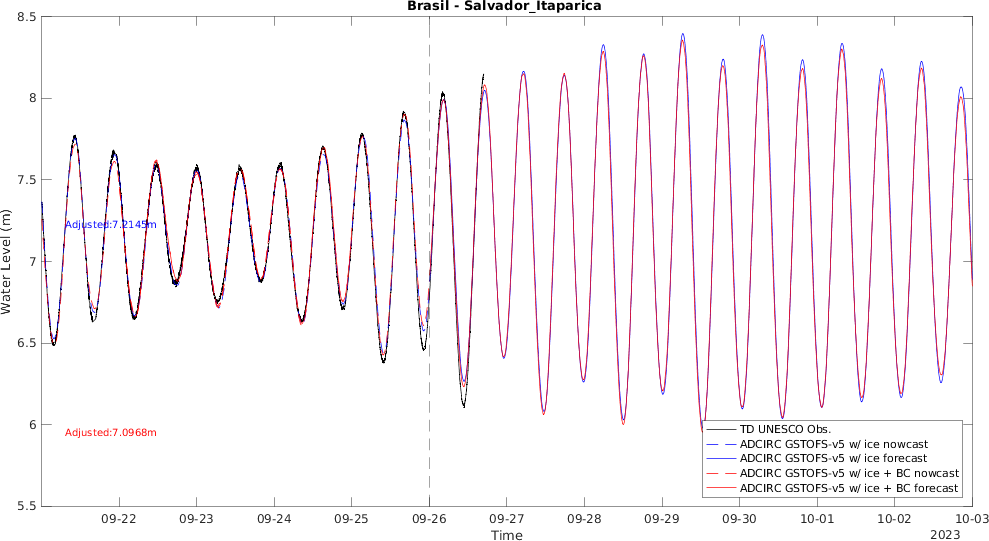 Brasil - Salvador_Itaparica
8.5
8
7.5
7
6.5
6
5.5
Water Level (m)
Adjusted:7.2145m
Adjusted:7.0968m
TD UNESCO Obs.
ADCIRC GSTOFS-v5 w/ ice nowcast
ADCIRC GSTOFS-v5 w/ ice forecast
ADCIRC GSTOFS-v5 w/ ice + BC nowcast
ADCIRC GSTOFS-v5 w/ ice + BC forecast
09-22 09-23 09-24 09-25 09-26 09-27 09-28 09-29 09-30 10-01 10-02 10-03
Time
2023